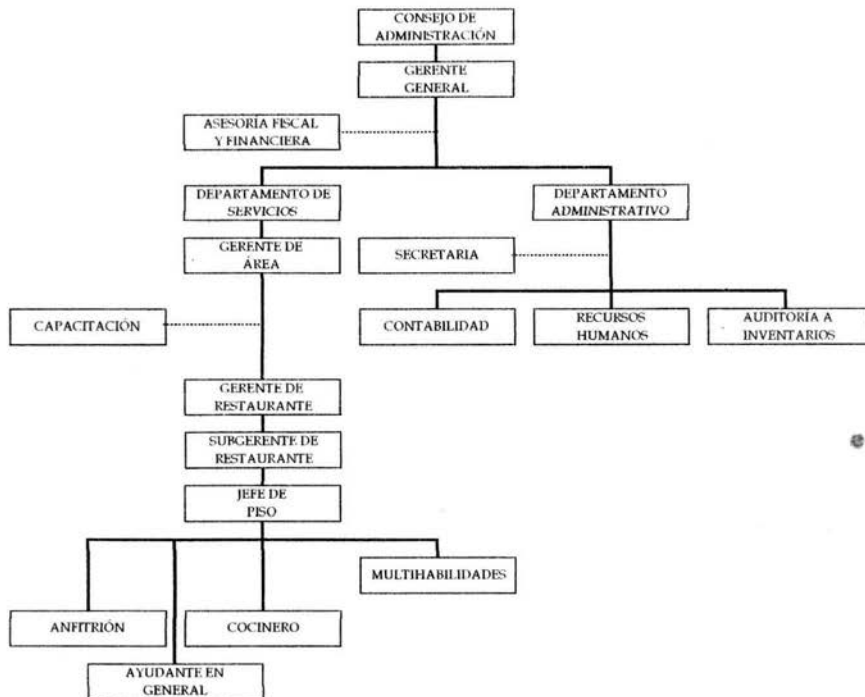 CONSEJO DE
ADMINISTRACIÓN
GERENTE
GENERAL
ASESORÍA FISCAL
Y FINANCIERA
DEPARTAMENTO DE
SERVICIOS
DEPARTAMENTO
ADMINISTRATIVO
GERENTE DE
ÁREA
SECRETARIA
CAPACITACIÓN
CONTABILIDAD
RECURSOS
HUMANOS
AUDITORÍA A
INVENTARIOS
GERENTE DE
RESTAURANTE
SUBGERENTE DE
RESTAURANTE
JEFE DE
PISO
MULTIHABILIDADES
ANFITRIÓN
COCINERO
AYUDANTE EN
GENERAL